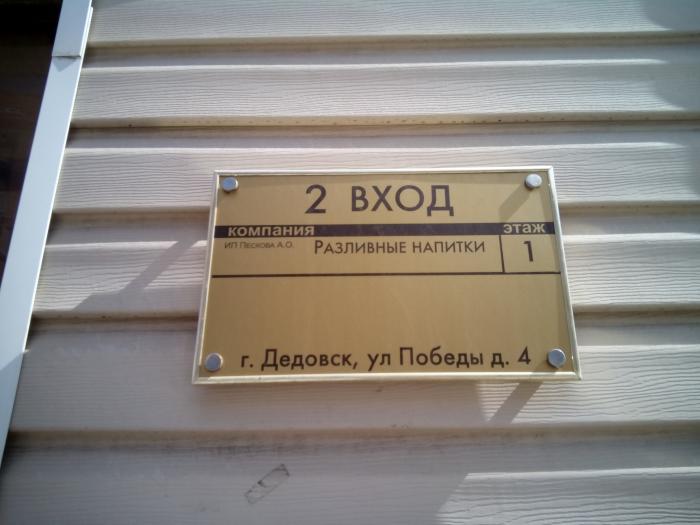 2 ВХОД
компания этаж
ИП Пескова А.О. Разливные напитки 1
г. Дедовск, ул Победы д. 4